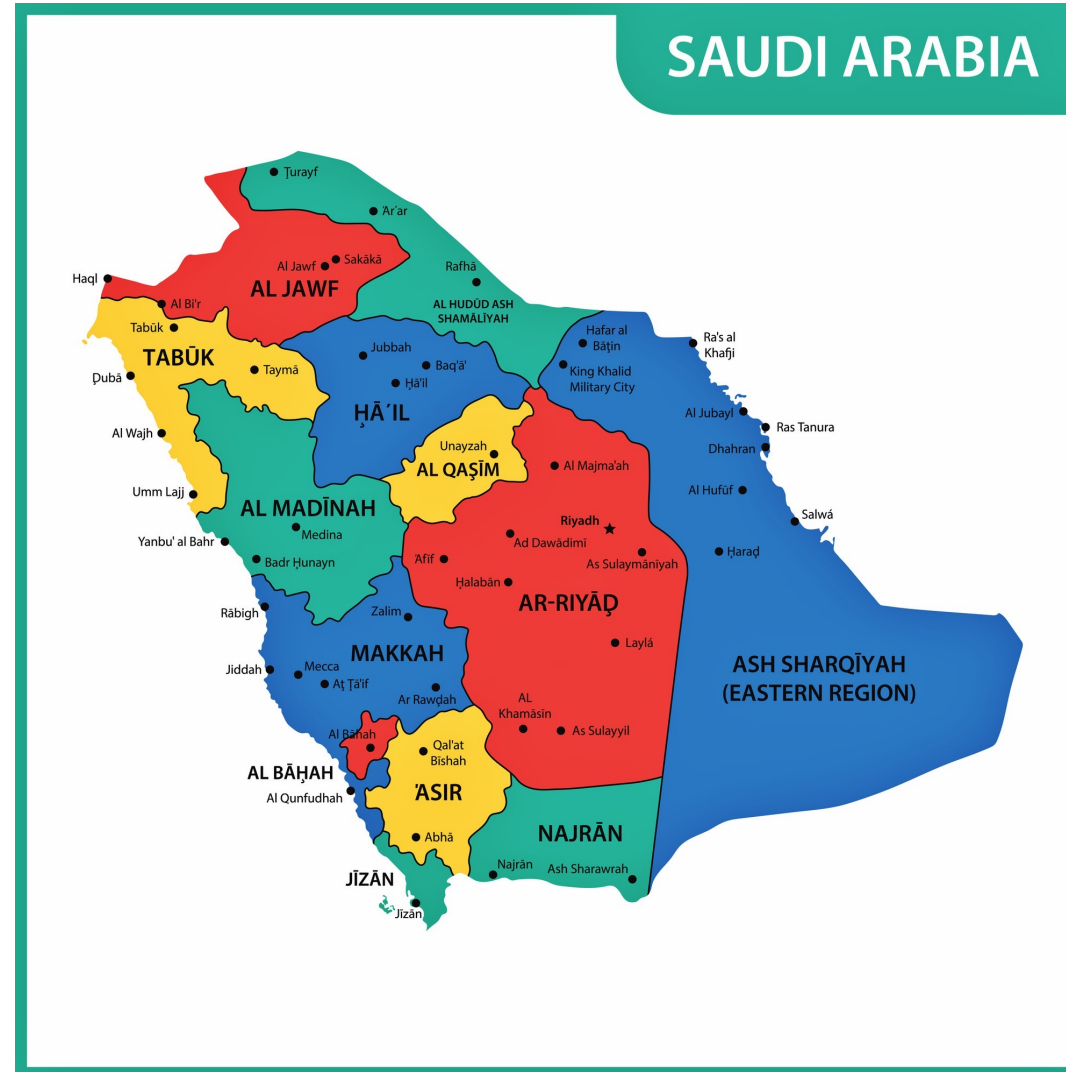 SAUDI ARABIA
Ţurayf
'Ar'ar
Al Jawf
Sakākā
AL JAWF
Haql
Al Bi'r
Rafhā
AL HUDŪD ASH
SHAMĀLĪYAH
Tabūk
TABŪK
Taymā
Ḑubā
Al Wajh
Umm Lajj
Jubbah
Baq'ā'
Ḩā'il
ḨĀ´IL
Hafar al
Bāţin
King Khalid
Military City
Ra's al
Khafji
Al Jubayl
Ras Tanura
Dhahran
Al Hufūf
Salwá
Ḩaraḑ
Unayzah
AL QAŞĪM
Al Majma'ah
AL MADĪNAH
Medina
Yanbu' al Bahr
Badr Ḩunayn
Riyadh
Ad Dawādimī
'Afīf
As Sulaymānīyah
Ḩalabān
AR-RIYĀḐ
Laylá
AL
Khamāsīn
As Sulayyil
ASH SHARQĪYAH
(EASTERN REGION)
Rābigh
Zalim
MAKKAH
Jiddah
Mecca
Aţ Ţā'if
Ar Rawḑah
Al Bāhah
AL BĀḨAH
Al Qunfudhah
Qal'at
Bīshah
'ASIR
Abhā
NAJRĀN
Najrān
Ash Sharawrah
JĪZĀN
Jīzān